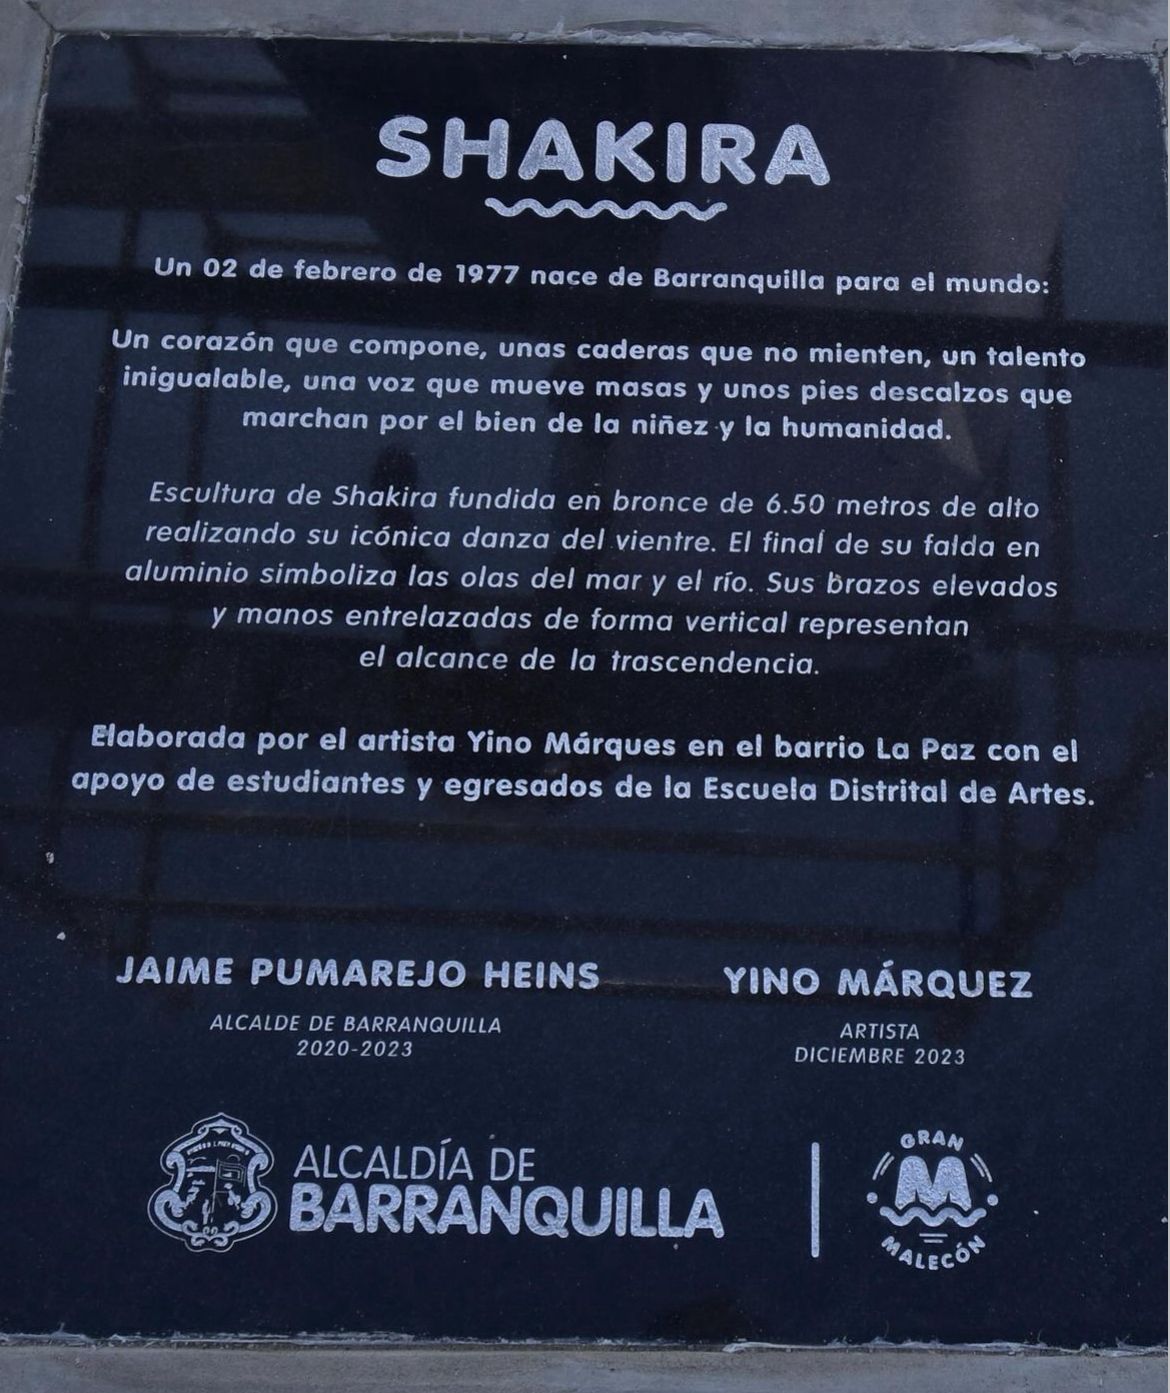 SHAKIRA
Un 02 de febrero de 1977 nace de Barranquilla para el mundo:
Un corazón que compone, unas caderas que no mienten, un talento
inigualable, una voz que mueve masas y unos pies descalzos que
marchan por el bien de la niñez y la humanidad.
Escultura de Shakira fundida en bronce de 6.50 metros de alto
realizando su icónica danza del vientre. El final de su falda en
aluminio simboliza las olas del mar y el río. Sus brazos elevados
y manos entrelazadas de forma vertical representan
el alcance de la trascendencia.
Elaborada por el artista Yino Márques en el barrio La Paz con el
apoyo de estudiantes y egresados de la Escuela Distrital de Artes.
JAIME PUMAREJO HEINS
ALCALDE DE BARRANQUILLA
2020-2023
YINO MÁRQUEZ
ARTISTA
DICIEMBRE 2023
ALCALDÍA DE
BARRANQUILLA
GRAN
M
MALECÓN